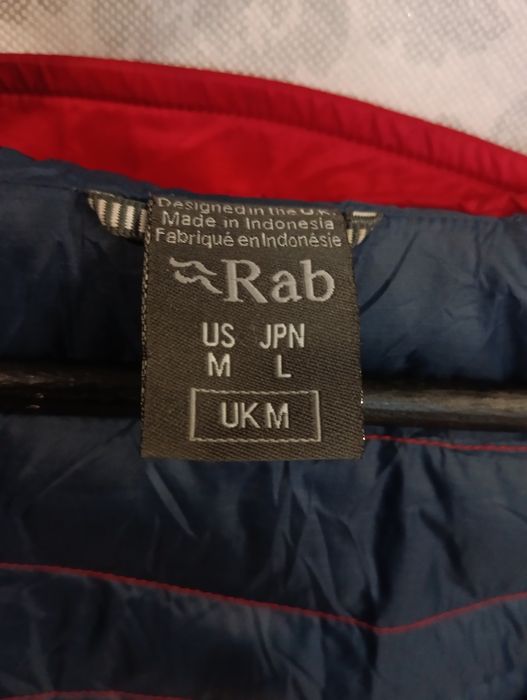 Designed in the U.K.
Made in Indonesia
Fabriqué en Indonésie
Rab
US JPN
M L
UK M